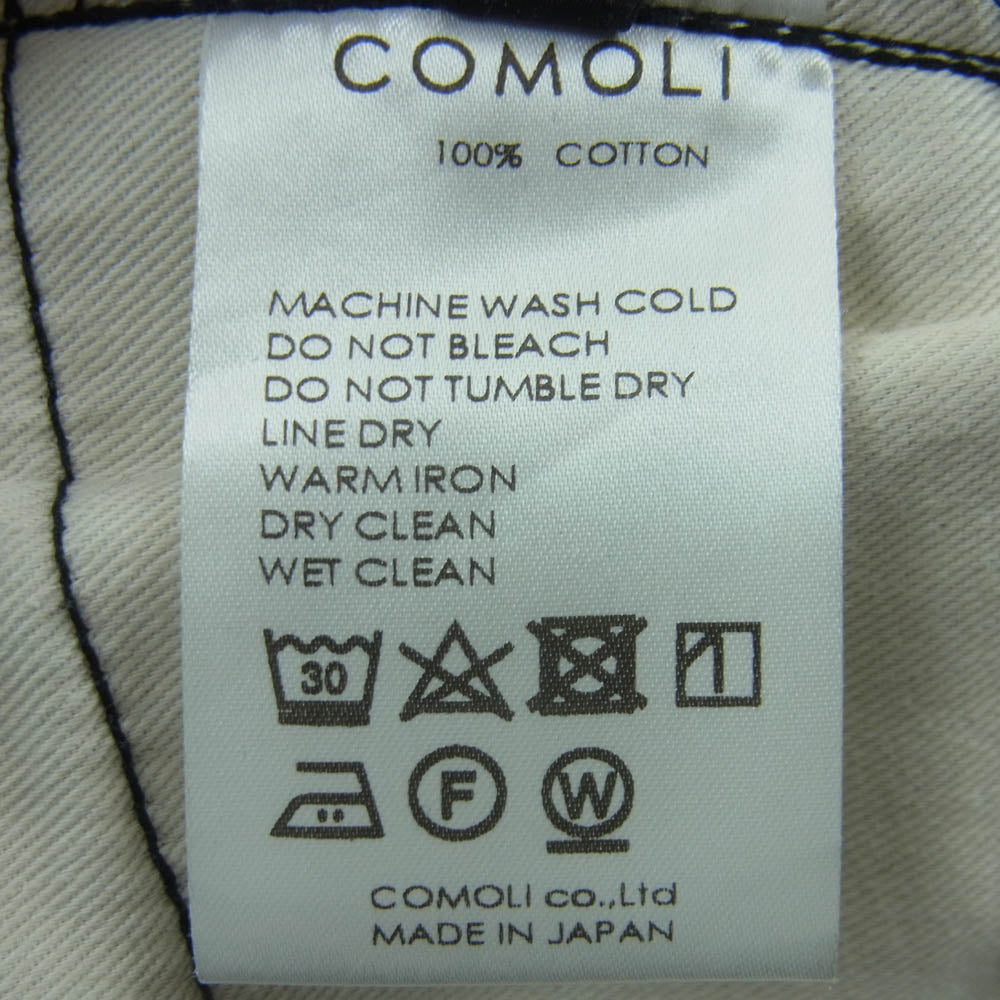 COMOLI
100% COTTON
MACHINE WASH COLD
DO NOT BLEACH
DO NOT TUMBLE DRY
LINE DRY
WARM IRON
DRY CLEAN
WET CLEAN
30
F W
COMOLI co.,Ltd
MADE IN JAPAN